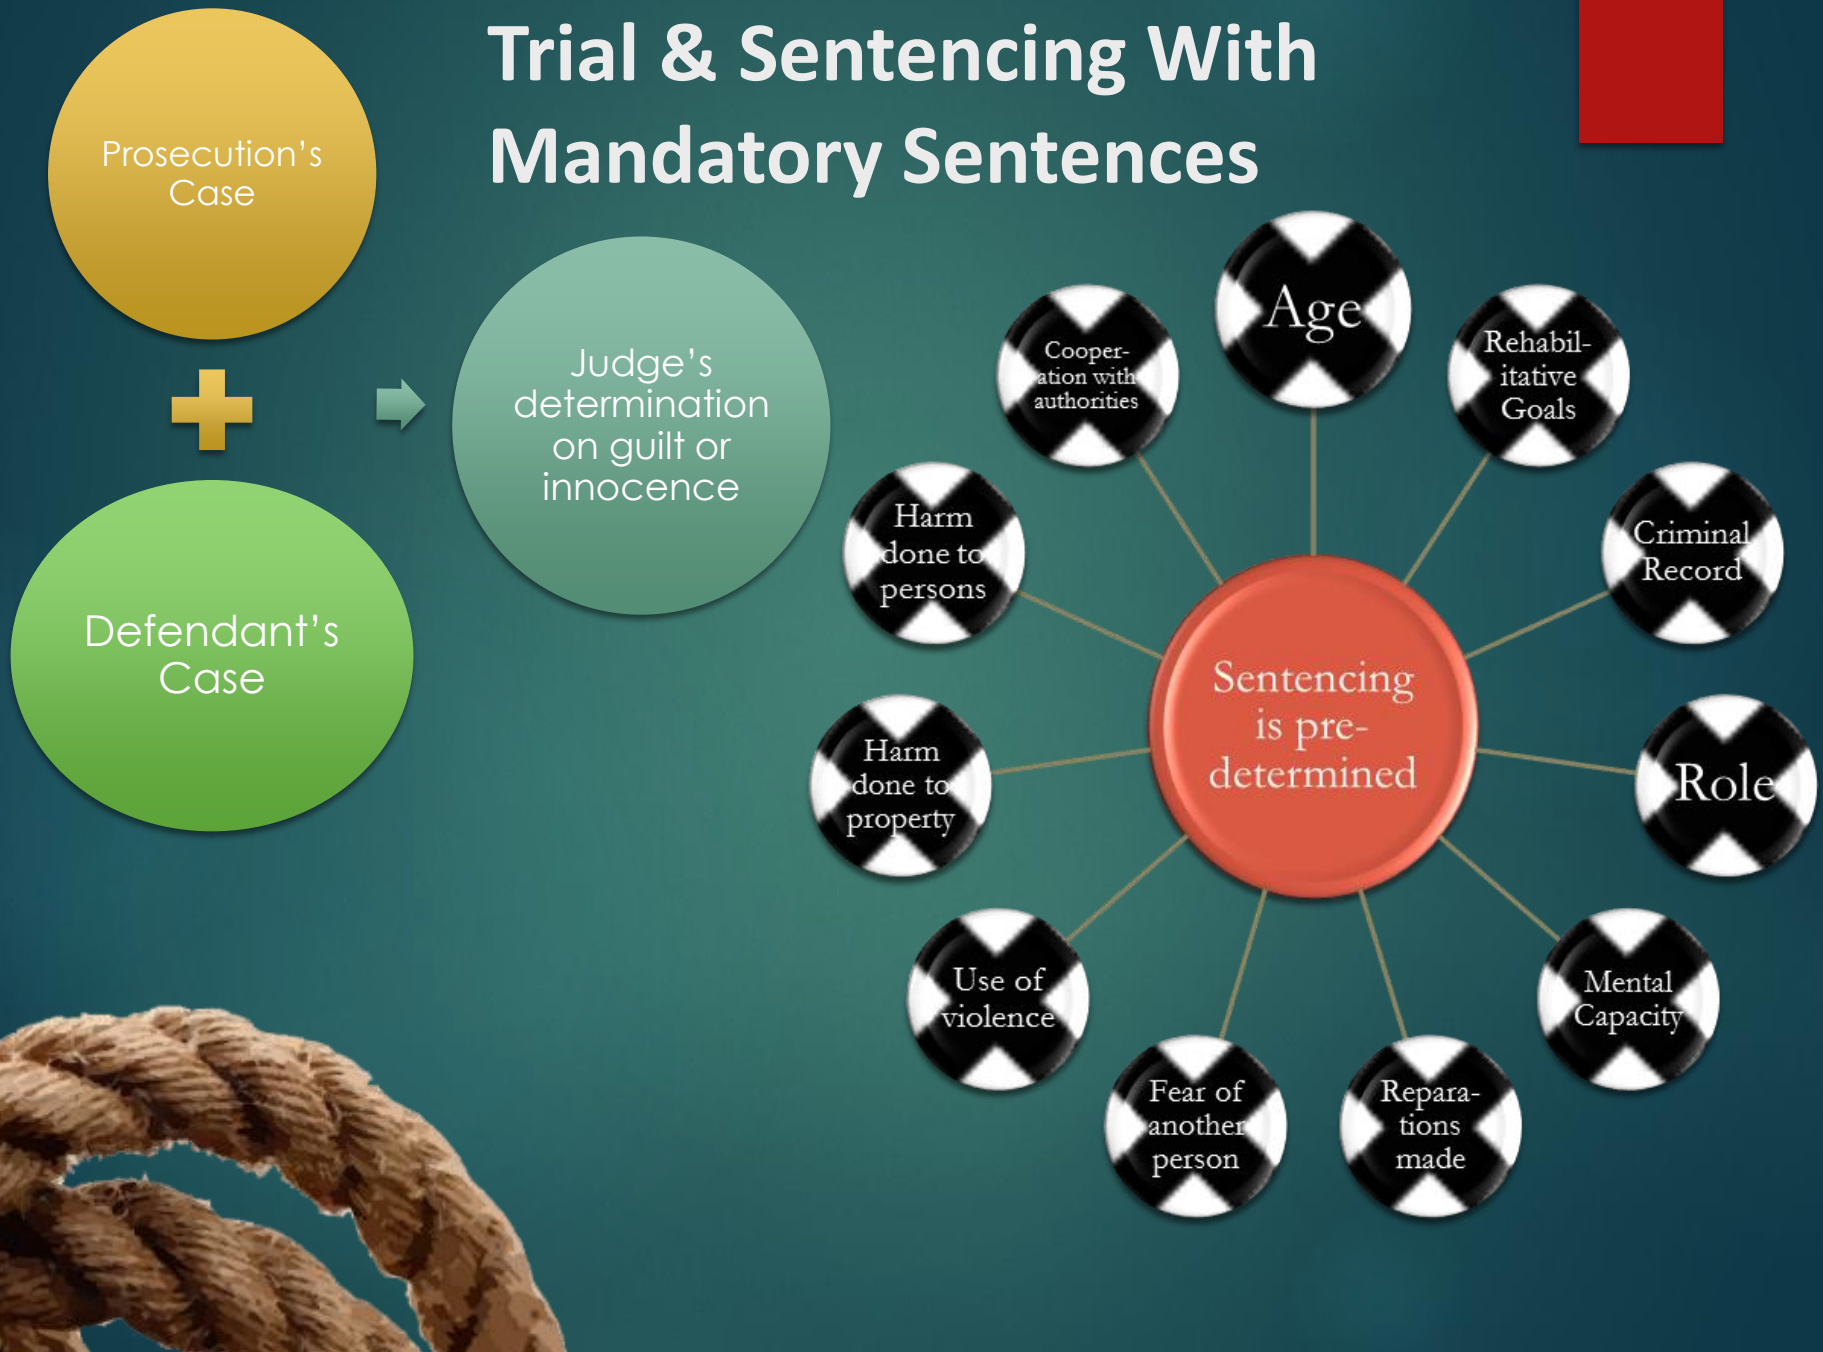 Trial & Sentencing With
Mandatory Sentences
Prosecution's
Case
Defendant's
Case
Judge's
determination
on guilt or
innocence
Sentencing
is pre-
determined
Age
Rehabil-
itative
Goals
Criminal
Record
Role
Mental
Capacity
Repara-
tions
made
Fear of
another
person
Use of
violence
Harm
done to
property
Harm
done to
persons
Cooper-
ation with
authorities